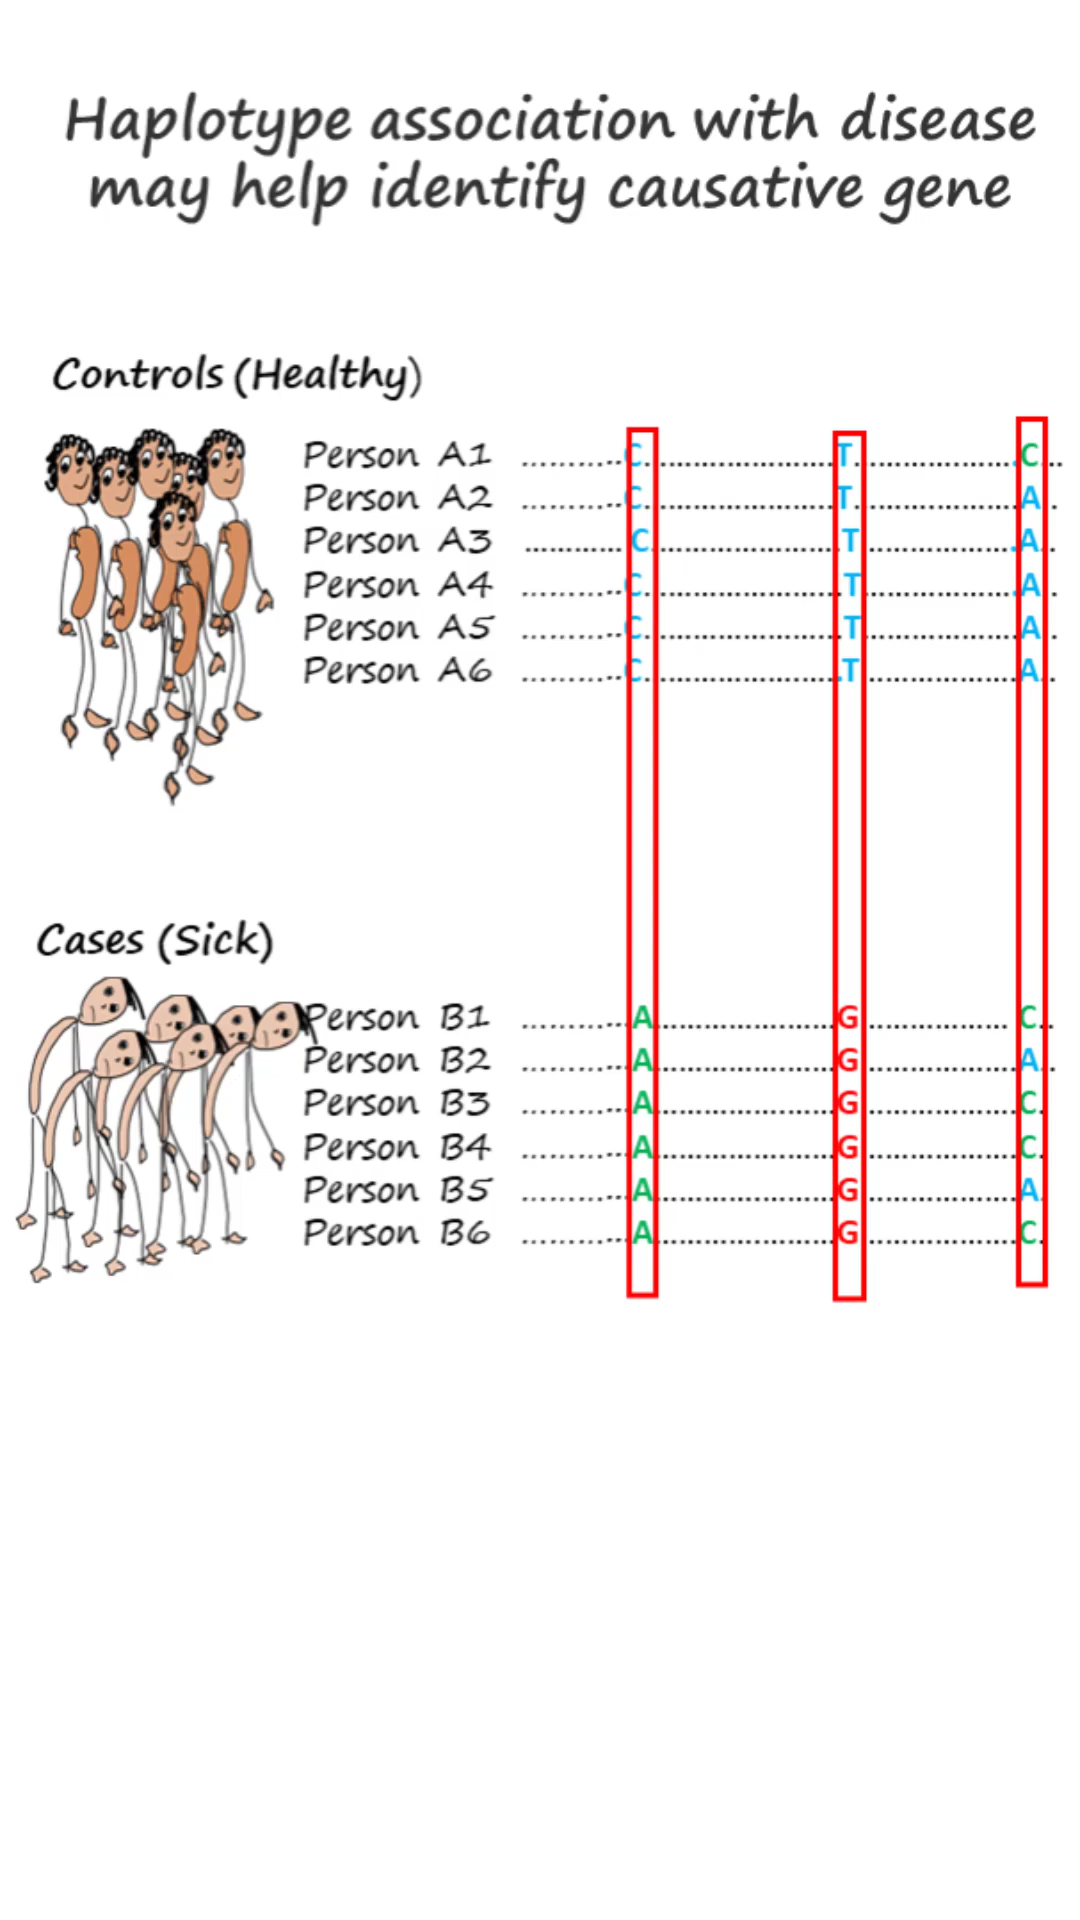 Haplotype association with disease
may help identify causative gene
Controls (Healthy)
Person A1 ..........C......................T..................C...
Person A2 ..........C......................T..................A..
Person A3 ..........C......................T..................A..
Person A4 ..........C......................T..................A..
Person A5 ..........C......................T..................A..
Person A6 ..........C......................T..................A..
Cases (Sick)
Person B1 ..........A......................G..................C..
Person B2 ..........A......................G..................A..
Person B3 ..........A......................G..................C.
Person B4 ..........A......................G..................C.
Person B5 ..........A......................G..................A.
Person B6 ..........A......................G..................C.